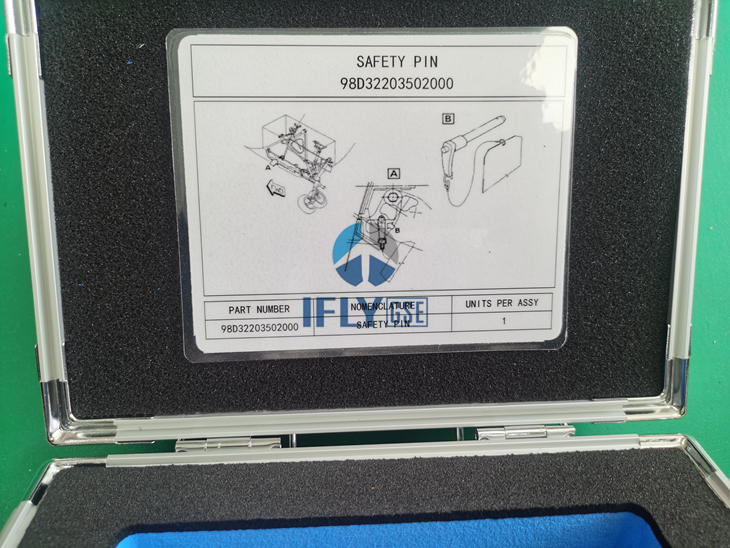 SAFETY PIN
98D32203502000
B
A
A
B
IFLY GSE
PART NUMBER NOMENCLATURE UNITS PER ASSY
98D32203502000 SAFETY PIN 1